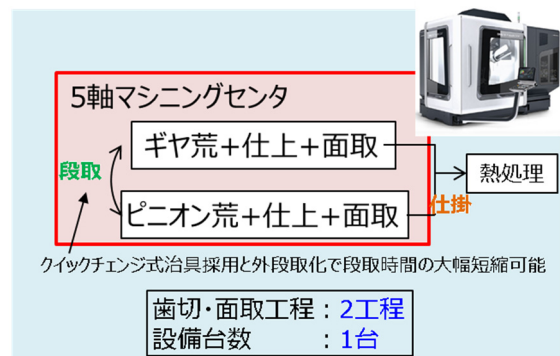 5軸マシニングセンタ
ギヤ荒＋仕上＋面取
段取
熱処理
ピニオン荒＋仕上＋面取
仕掛
クイックチェンジ式治具採用と外段取化で段取時間の大幅短縮可能
歯切・面取工程：2工程
設備台数　　　：1台